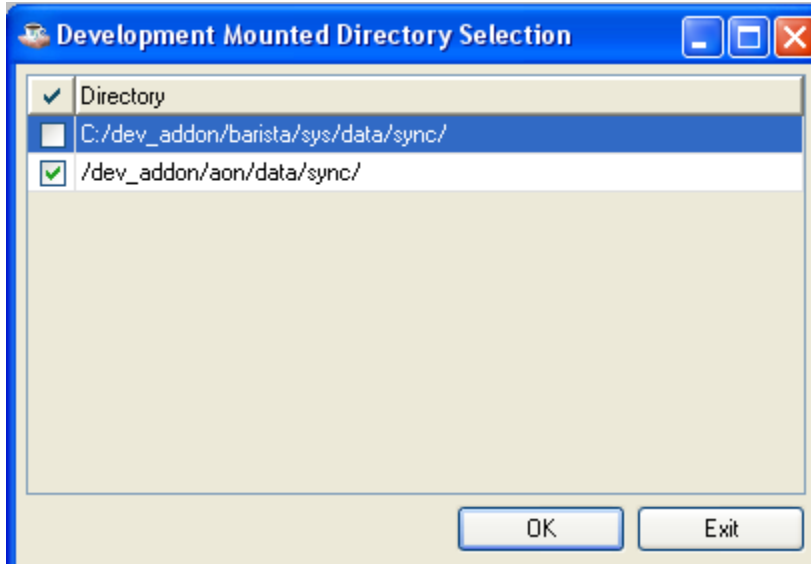 Development Mounted Directory Selection
Directory
C:/dev_addon/barista/sys/data/sync/
/dev_addon/aon/data/sync/
OK Exit